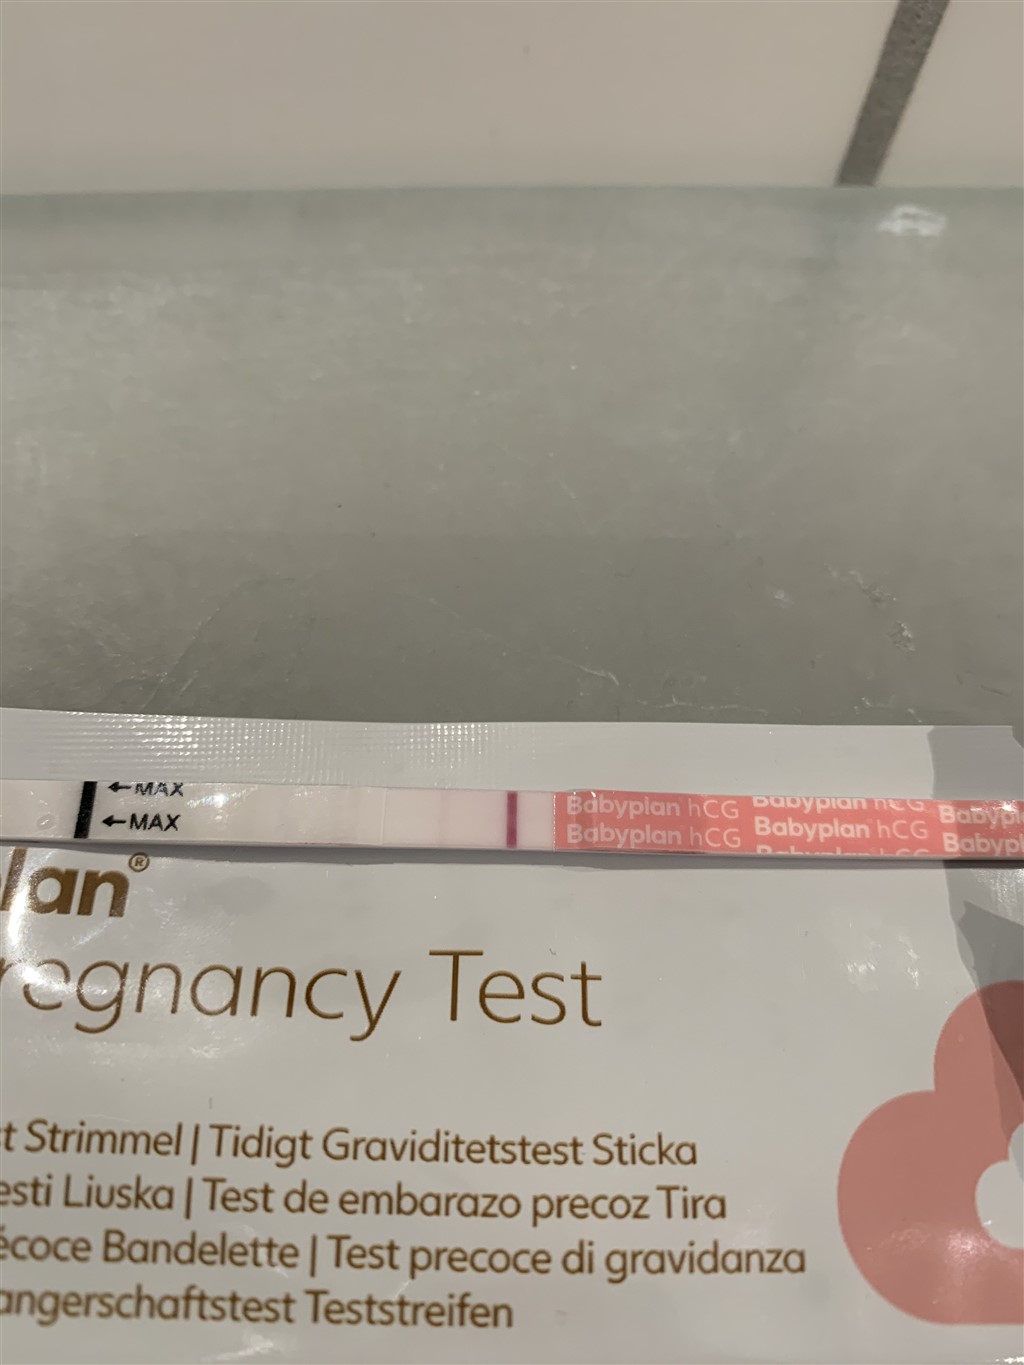 ←MAX
←MAX
Babyplan hCG Babyplan hCG
Babyplan hCG Babyplan hCG
lan®
regnancy Test
t Strimmel | Tidigt Graviditetstest Sticka
esti Liuska | Test de embarazo precoz Tira
écoce Bandelette | Test precoce di gravidanza
angerschaftstest Teststreifen